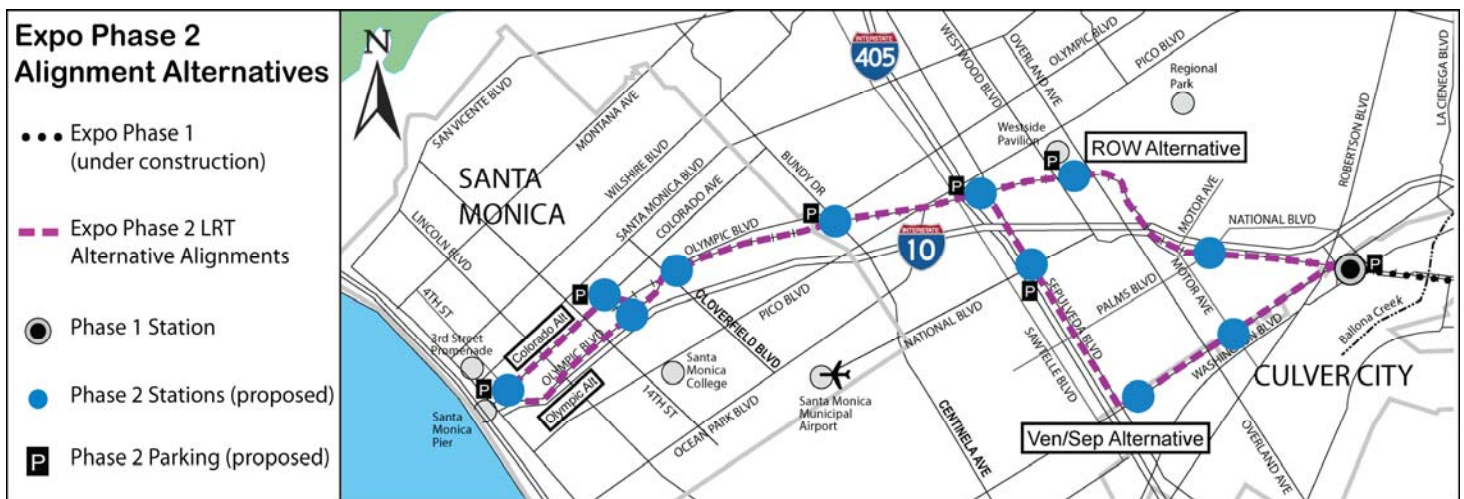 Expo Phase 2
Alignment Alternatives
Expo Phase 1
(under construction)
Expo Phase 2 LRT
Alternative Alignments
Phase 1 Station
Phase 2 Stations (proposed)
P
Phase 2 Parking (proposed)
N
SAN VICENTE BLVD
MONTANA AVE
WILSHIRE BLVD
SANTA MONICA BLVD
COLORADO AVE
SANTA
MONICA
LINCOLN BLVD
4TH ST
3rd Street
Promenade
Colorado Alt
OLYMPIC BLVD
Olympic Alt
Santa
Monica
Pier
14TH ST
Santa
Monica
College
OCEAN PARK BLVD
CLOVERFIELD BLVD
PICO BLVD
OLYMPIC BLVD
BUNDY DR
Santa Monica
Municipal
Airport
NATIONAL BLVD
CENTINELA AVE
INTERSTATE
405
INTERSTATE
10
WESTWOOD BLVD
OVERLAND AVE
OLYMPIC BLVD
PICO BLVD
Regional
Park
Westside
Pavilion
ROW Alternative
MOTOR AVE
NATIONAL BLVD
MOTOR AVE
PALMS BLVD
SEPULVEDA BLVD
SAWTELLE BLVD
Ven/Sep Alternative
OVERLAND AVE
WASHINGTON BLVD
CULVER CITY
ROBERTSON BLVD
LA CIENEGA BLVD
Ballona Creek
P
P
P
P
P
P
P